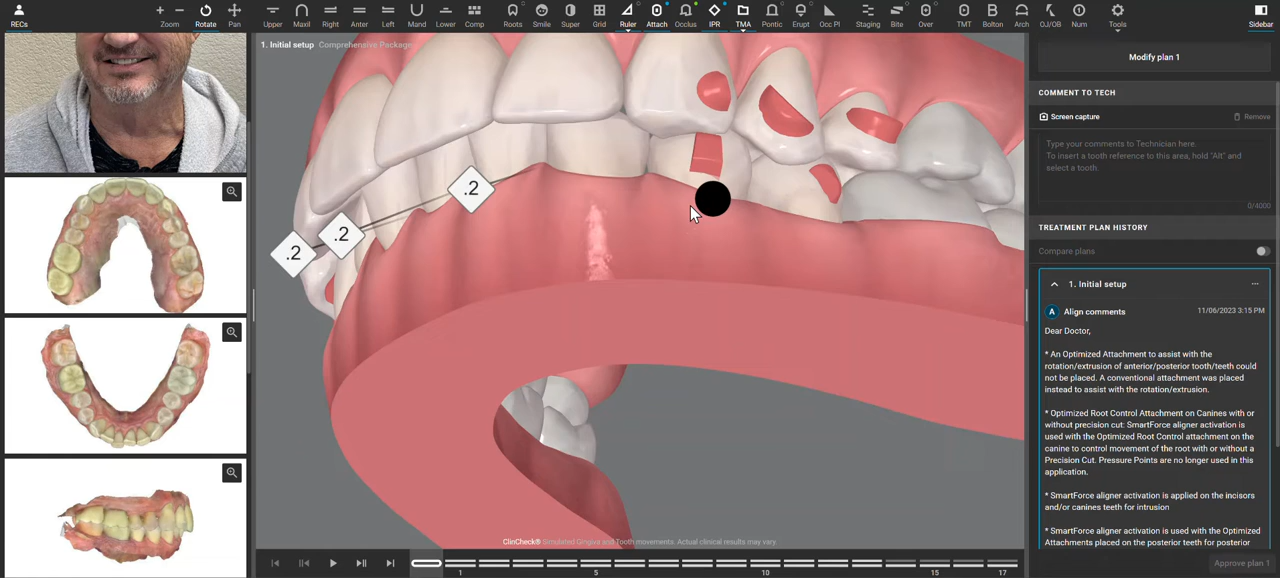 RECs
Zoom
Rotate
Pan
Upper
Maxil
Right
Anter
Left
Mand
Lower
Comp
Roots
Smile
Super
Grid
Ruler
Attach
Occlus
IPR
TMA
Pontic
Erupt
Occ Pl
Staging
Bite
Over
TMT
Bolton
Arch
OJ/OB
Num
Tools
Sidebar
1. Initial setup Comprehensive Package
.2
.2
.2
ClinCheck® Simulated Gingiva and Tooth movements. Actual clinical results may vary
1
5
10
15
17
Modify plan 1
COMMENT TO TECH
Screen capture
Remove
Type your comments to Technician here.
To insert a tooth reference to this area, hold "Alt" and
select a tooth.
0/4000
TREATMENT PLAN HISTORY
Compare plans
1. Initial setup
A Align comments 11/06/2023 3:15 PM
Dear Doctor,
* An Optimized Attachment to assist with the
rotation/extrusion of anterior/posterior tooth/teeth could
not be placed. A conventional attachment was placed
instead to assist with the rotation/extrusion.
* Optimized Root Control Attachment on Canines with or
without precision cut: SmartForce aligner activation is
used with the Optimized Root Control attachment on the
canine to control movement of the root with or without a
Precision Cut. Pressure Points are no longer used in this
application.
* SmartForce aligner activation is applied on the incisors
and/or canines teeth for intrusion
* SmartForce aligner activation is used with the Optimized
Attachments placed on the posterior teeth for posterior
Approve plan 1